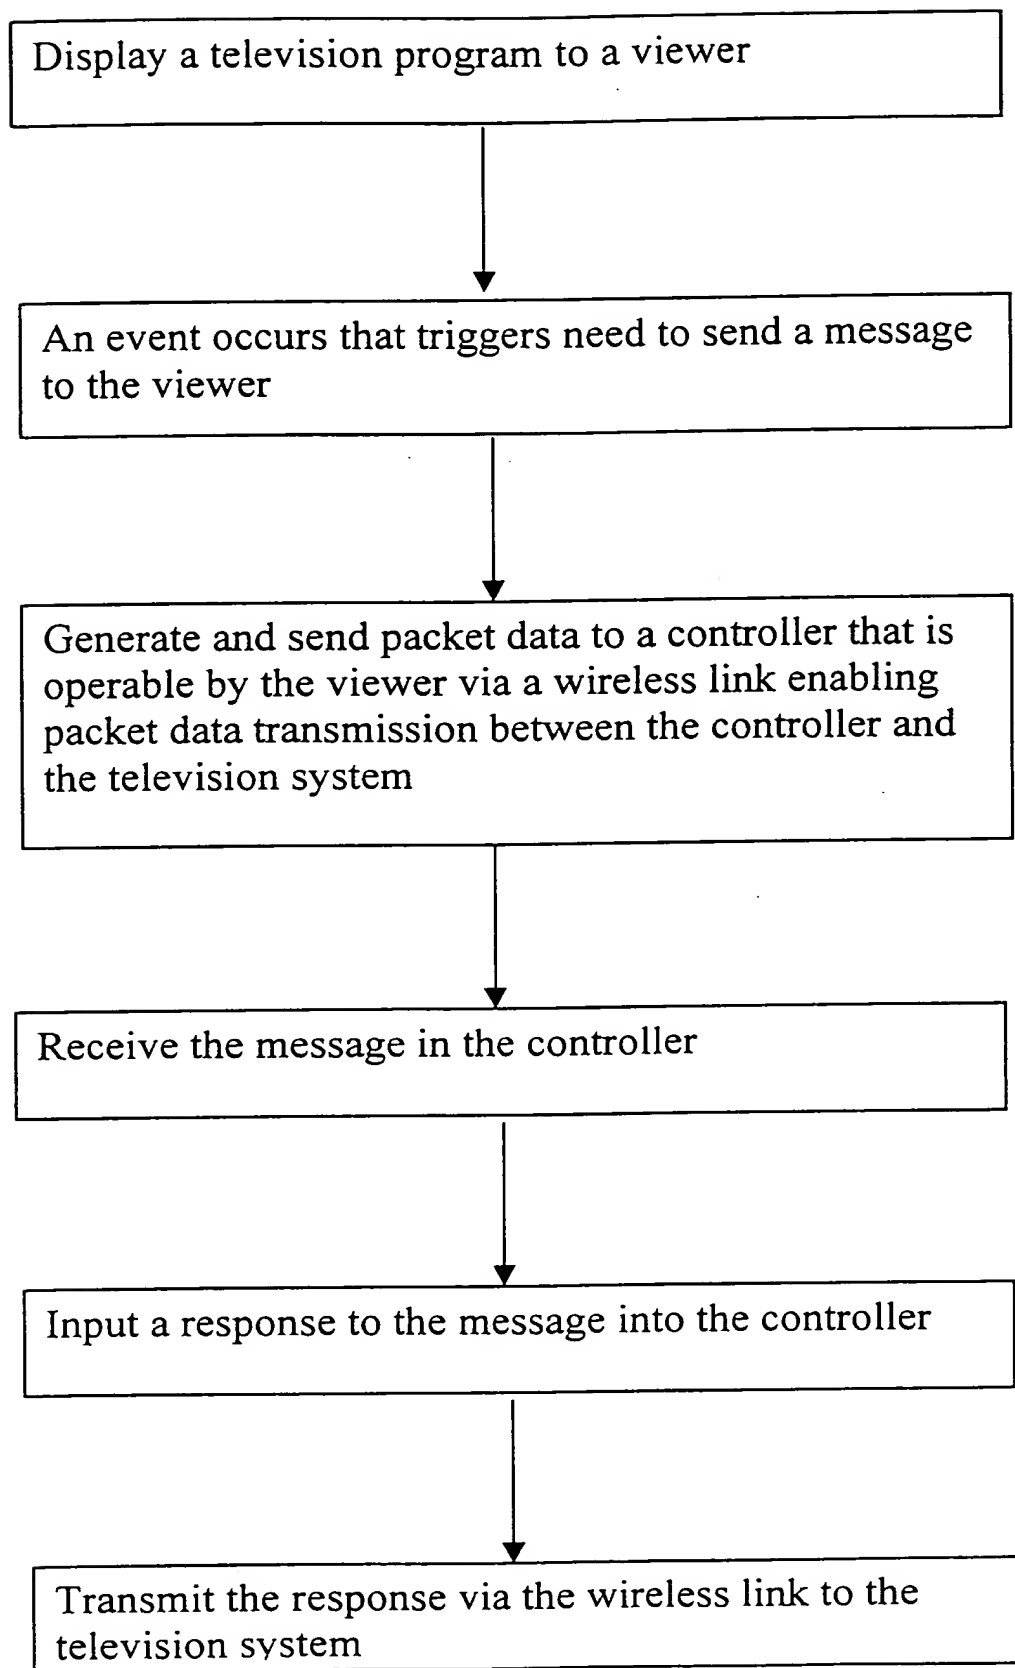 Display a television program to a viewer
An event occurs that triggers need to send a message
to the viewer
Generate and send packet data to a controller that is
operable by the viewer via a wireless link enabling
packet data transmission between the controller and
the television system
Receive the message in the controller
Input a response to the message into the controller
Transmit the response via the wireless link to the
television system